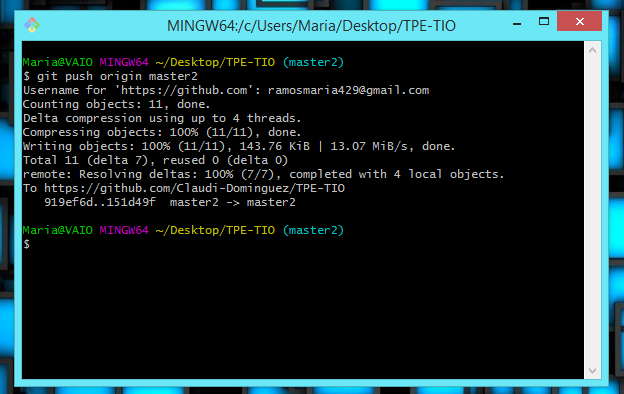 MINGW64:/c/Users/Maria/Desktop/TPE-TIO
Maria@VAIO MINGW64 ~/Desktop/TPE-TIO (master2)
$ git push origin master2
Username for 'https://github.com': ramosmaria429@gmail.com
Counting objects: 11, done.
Delta compression using up to 4 threads.
Compressing objects: 100% (11/11), done.
Writing objects: 100% (11/11), 143.76 KiB | 13.07 MiB/s, done.
Total 11 (delta 7), reused 0 (delta 0)
remote: Resolving deltas: 100% (7/7), completed with 4 local objects.
To https://github.com/Claudi-Dominguez/TPE-TIO
   919ef6d..151d49f  master2 -> master2
Maria@VAIO MINGW64 ~/Desktop/TPE-TIO (master2)
$